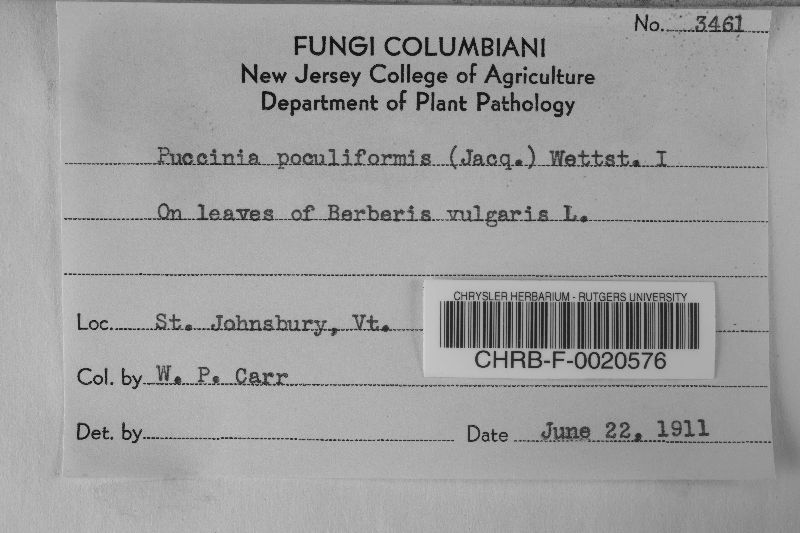 No. 3461
FUNGI COLUMBIANI
New Jersey College of Agriculture
Department of Plant Pathology
Puccinia poculiformis (Jacq.) Wettst. I
On leaves of Berberis vulgaris L.
Loc. St. Johnsbury, Vt.
CHRYSLER HERBARIUM - RUTGERS UNIVERSITY
CHRB-F-0020576
Col. by W. P. Carr
Det. by
Date June 22, 1911